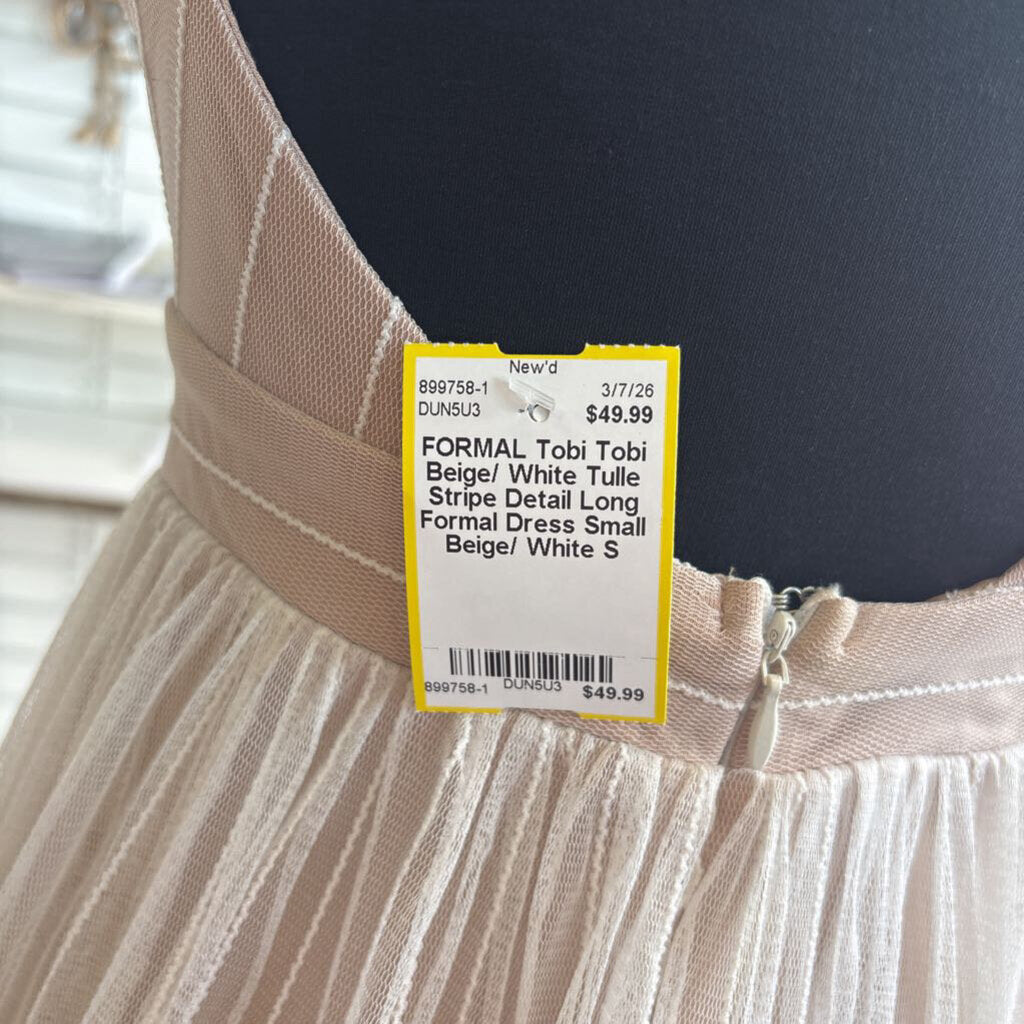 New'd
899758-1 3/7/26
DUN5U3 $49.99
FORMAL Tobi Tobi
Beige/ White Tulle
Stripe Detail Long
Formal Dress Small
Beige/ White S
899758-1 DUN5U3 $49.99